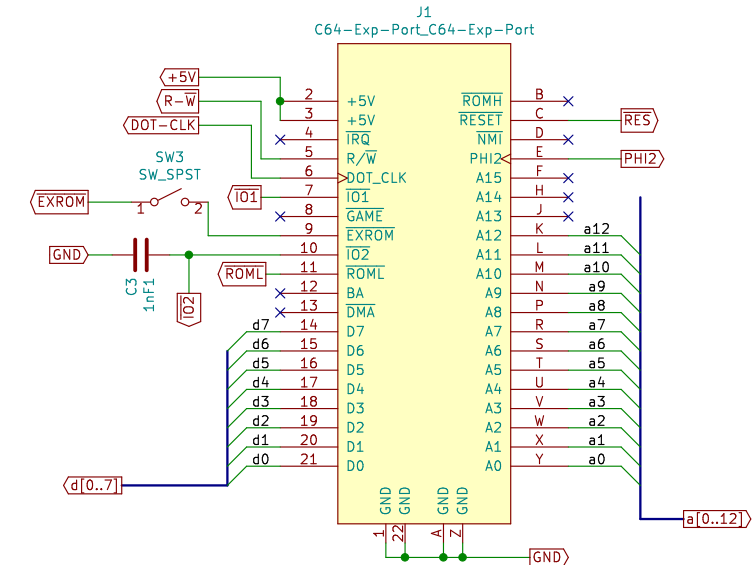 J1
C64-Exp-Port_C64-Exp-Port
+5V
R-W
DOT-CLK
SW3
SW_SPST
EXROM
1
2
GND
C3
1nF1
IO2
IO1
ROML
2 +5V
3 +5V
4 IRQ
5 R/W
6 DOT_CLK
7 IO1
8 GAME
9 EXROM
10 IO2
11 ROML
12 BA
13 DMA
d7 14 D7
d6 15 D6
d5 16 D5
d4 17 D4
d3 18 D3
d2 19 D2
d1 20 D1
d0 21 D0
d[0..7]
ROMH B
RESET C RES
NMI D
PHI2 E PHI2
A15 F
A14 H
A13 J
A12 K a12
A11 L a11
A10 M a10
A9 N a9
A8 P a8
A7 R a7
A6 S a6
A5 T a5
A4 U a4
A3 V a3
A2 W a2
A1 X a1
A0 Y a0
a[0..12]
GND GND GND GND
1 22 A Z
GND